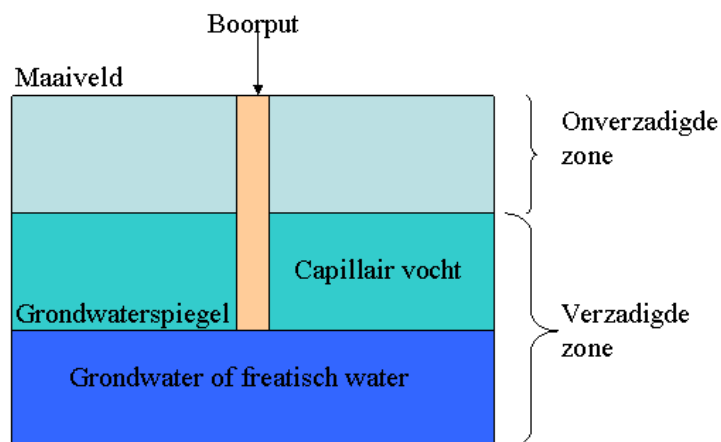 Boorput
Maaiveld
Onverzadigde
zone
Capillair vocht
Grondwaterspiegel
Verzadigde
zone
Grondwater of freatisch water